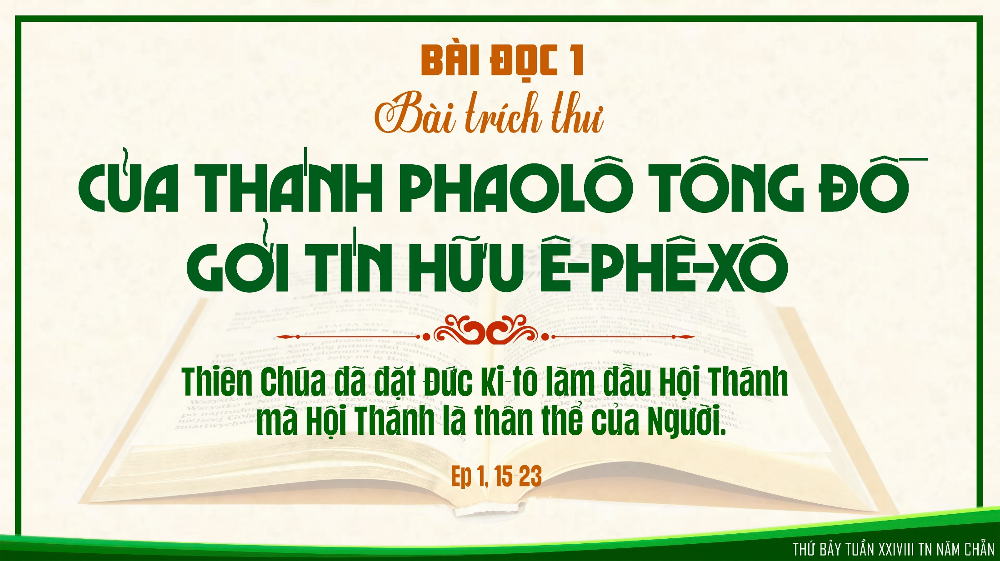 BÀI ĐỌC 1
Bài trích thư
CỦA THÁNH PHAOLÔ TÔNG ĐỒ
GỞI TÍN HỮU Ê-PHÊ-XÔ
Thiên Chúa đã đặt Đức Ki-tô làm đầu Hội Thánh
mà Hội Thánh là thân thể của Người.
Ep 1, 15-23
THỨ BẢY TUẦN XXIVIII TN NĂM CHẴN